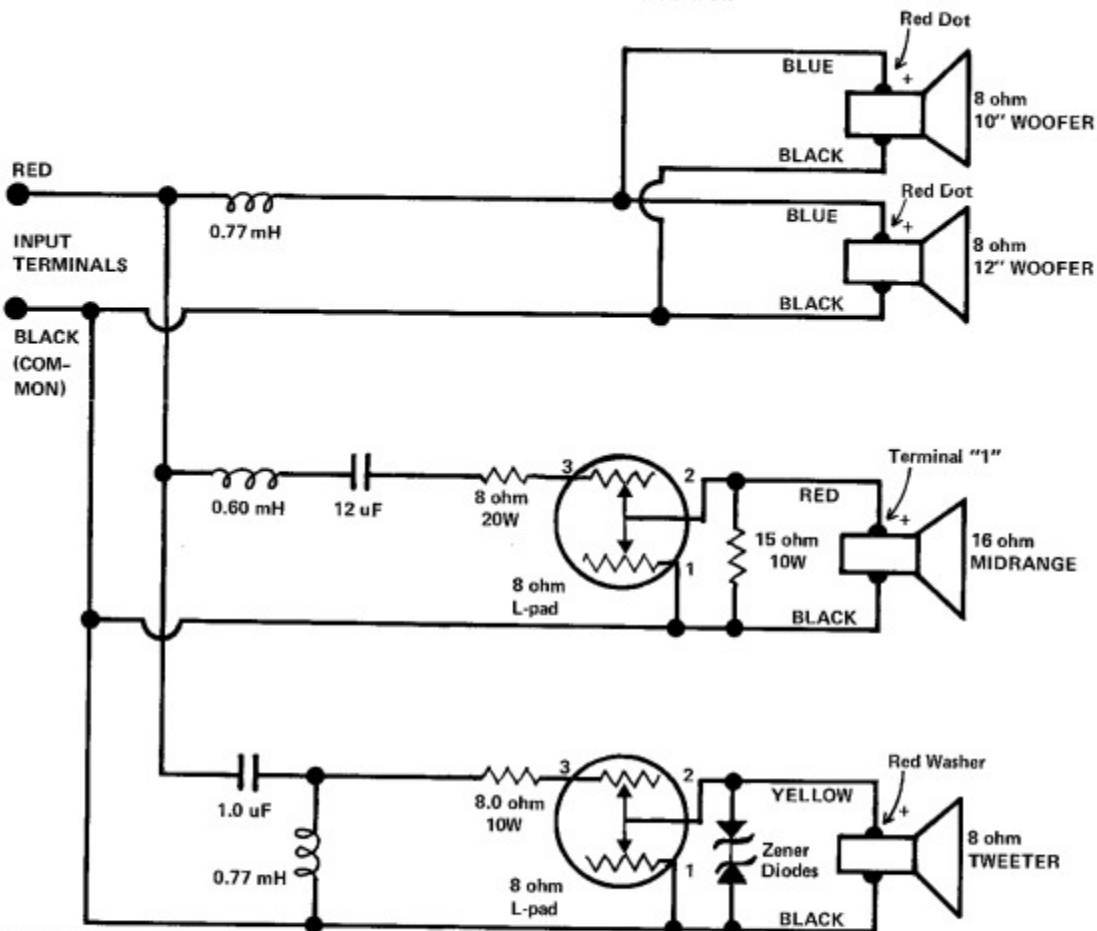 Red Dot
BLUE
+
8 ohm
10" WOOFER
BLACK
RED
Red Dot
0.77 mH
BLUE
+
INPUT
TERMINALS
8 ohm
12" WOOFER
BLACK
BLACK
(COM-
MON)
Terminal "1"
3
2
RED
+
0.60 mH
12 uF
8 ohm
20W
15 ohm
10W
16 ohm
MIDRANGE
1
8 ohm
L-pad
BLACK
Red Washer
3
2
YELLOW
+
1.0 uF
8.0 ohm
10W
Zener
Diodes
8 ohm
TWEETER
0.77 mH
1
8 ohm
L-pad
BLACK